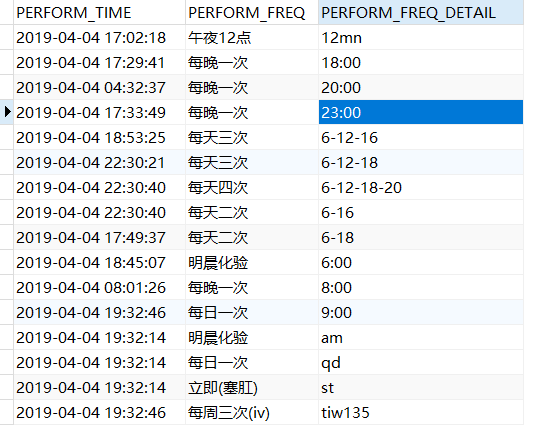 PERFORM_TIME PERFORM_FREQ PERFORM_FREQ_DETAIL
2019-04-04 17:02:18 午夜12点 12mn
2019-04-04 17:29:41 每晚一次 18:00
2019-04-04 04:32:37 每晚一次 20:00
2019-04-04 17:33:49 每晚一次 23:00
2019-04-04 18:53:25 每天三次 6-12-16
2019-04-04 22:30:21 每天三次 6-12-18
2019-04-04 22:30:40 每天四次 6-12-18-20
2019-04-04 22:30:40 每天二次 6-16
2019-04-04 17:49:37 每天二次 6-18
2019-04-04 18:45:07 明晨化验 6:00
2019-04-04 08:01:26 每晚一次 8:00
2019-04-04 19:32:46 每日一次 9:00
2019-04-04 19:32:14 明晨化验 am
2019-04-04 19:32:14 每日一次 qd
2019-04-04 19:32:14 立即(塞肛) st
2019-04-04 19:32:46 每周三次(iv) tiw135